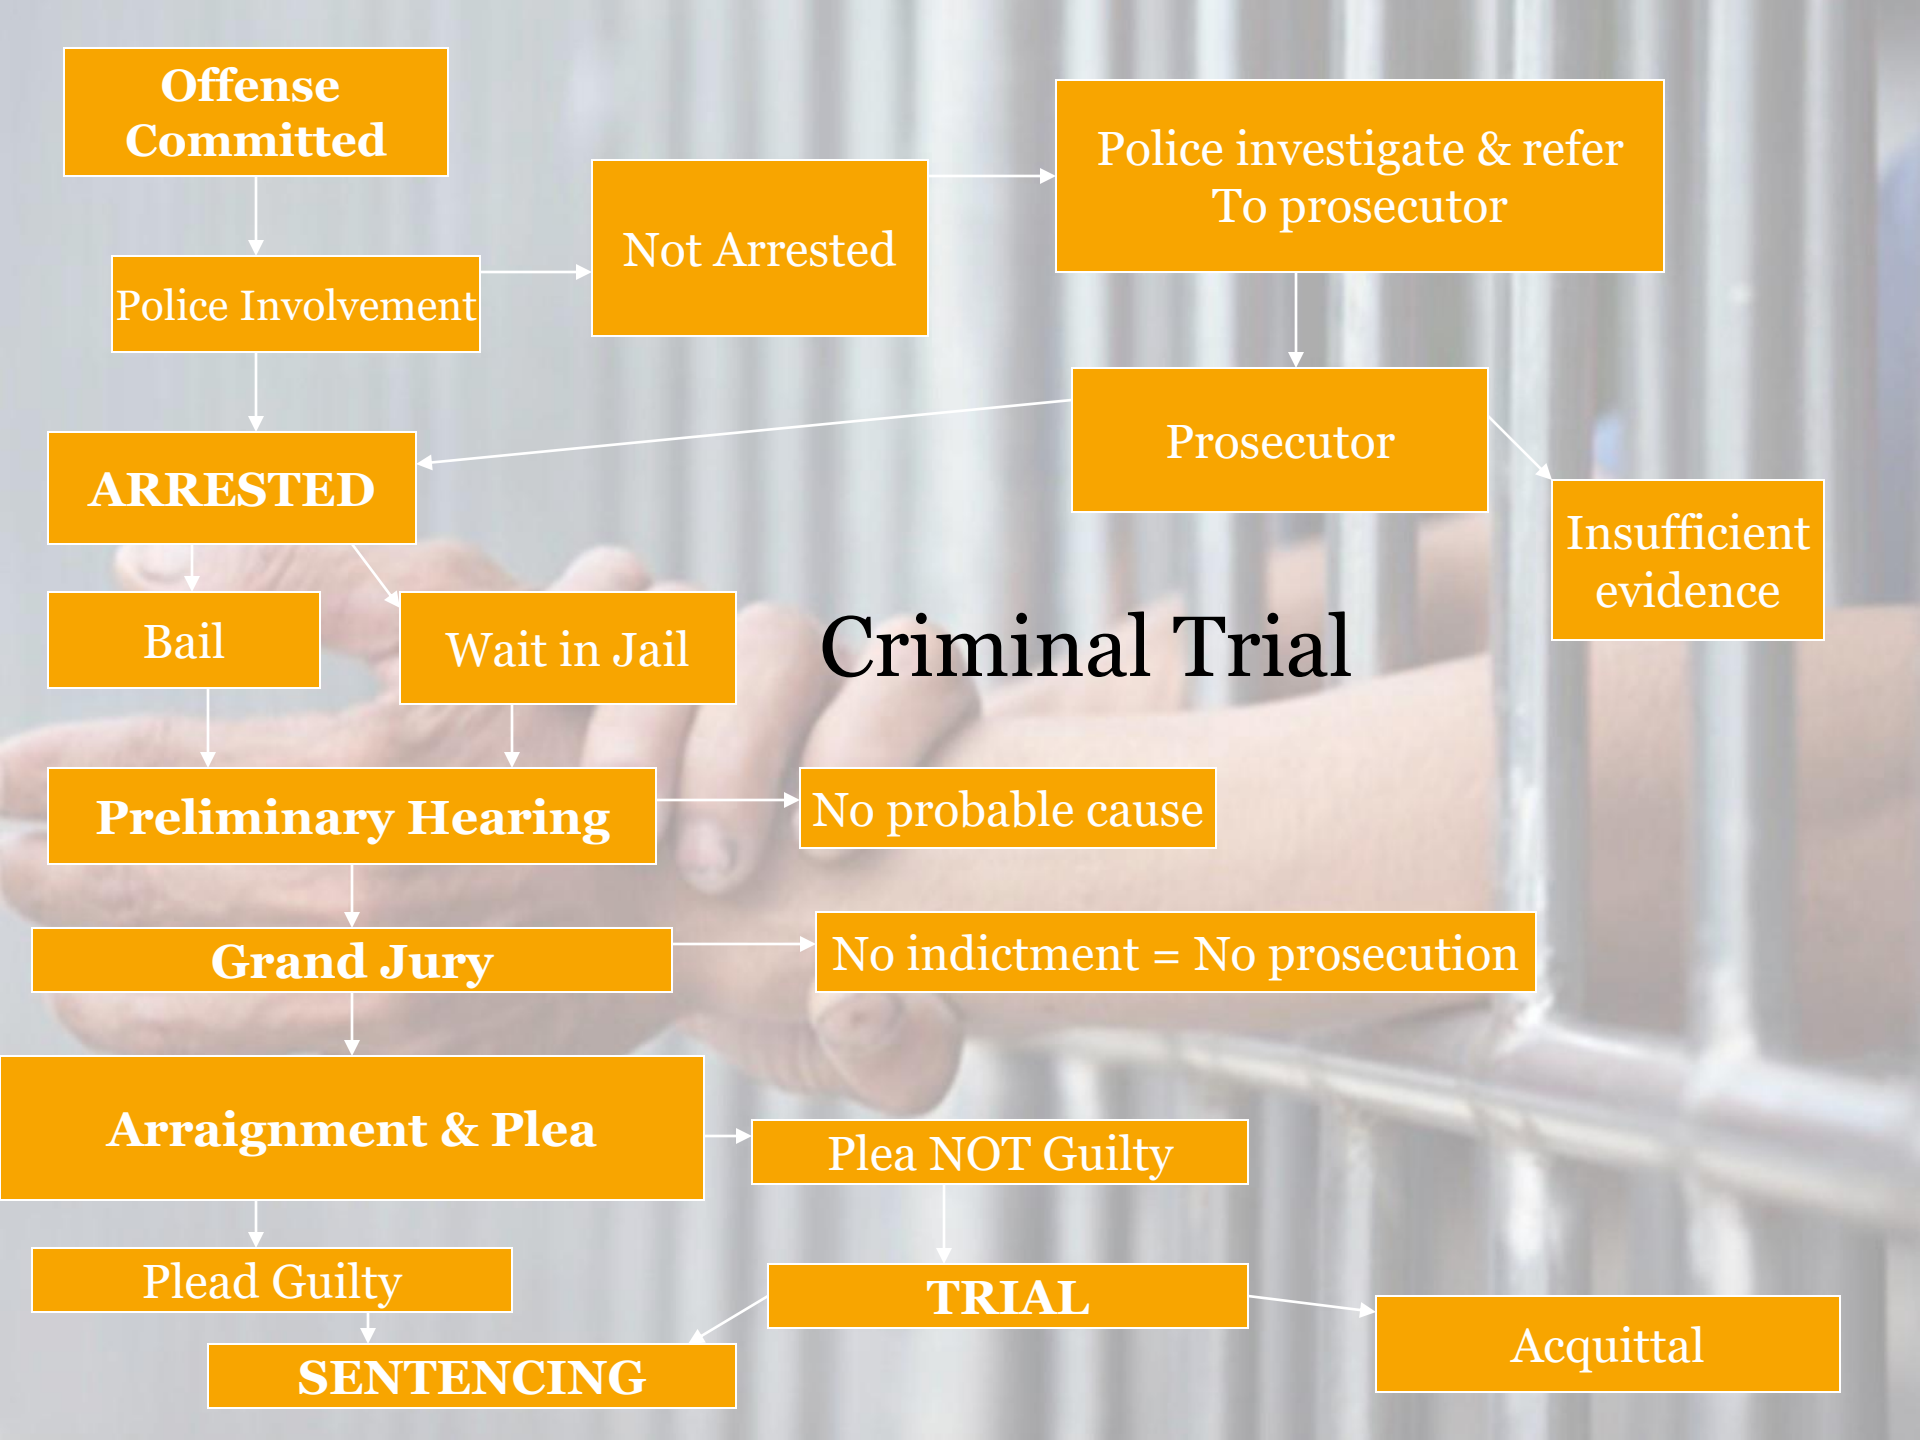 Offense
Committed
Police investigate & refer
To prosecutor
Not Arrested
Police Involvement
Prosecutor
ARRESTED
Insufficient
evidence
Bail
Wait in Jail
Criminal Trial
Preliminary Hearing
No probable cause
Grand Jury
No indictment = No prosecution
Arraignment & Plea
Plea NOT Guilty
Plead Guilty
TRIAL
Acquittal
SENTENCING